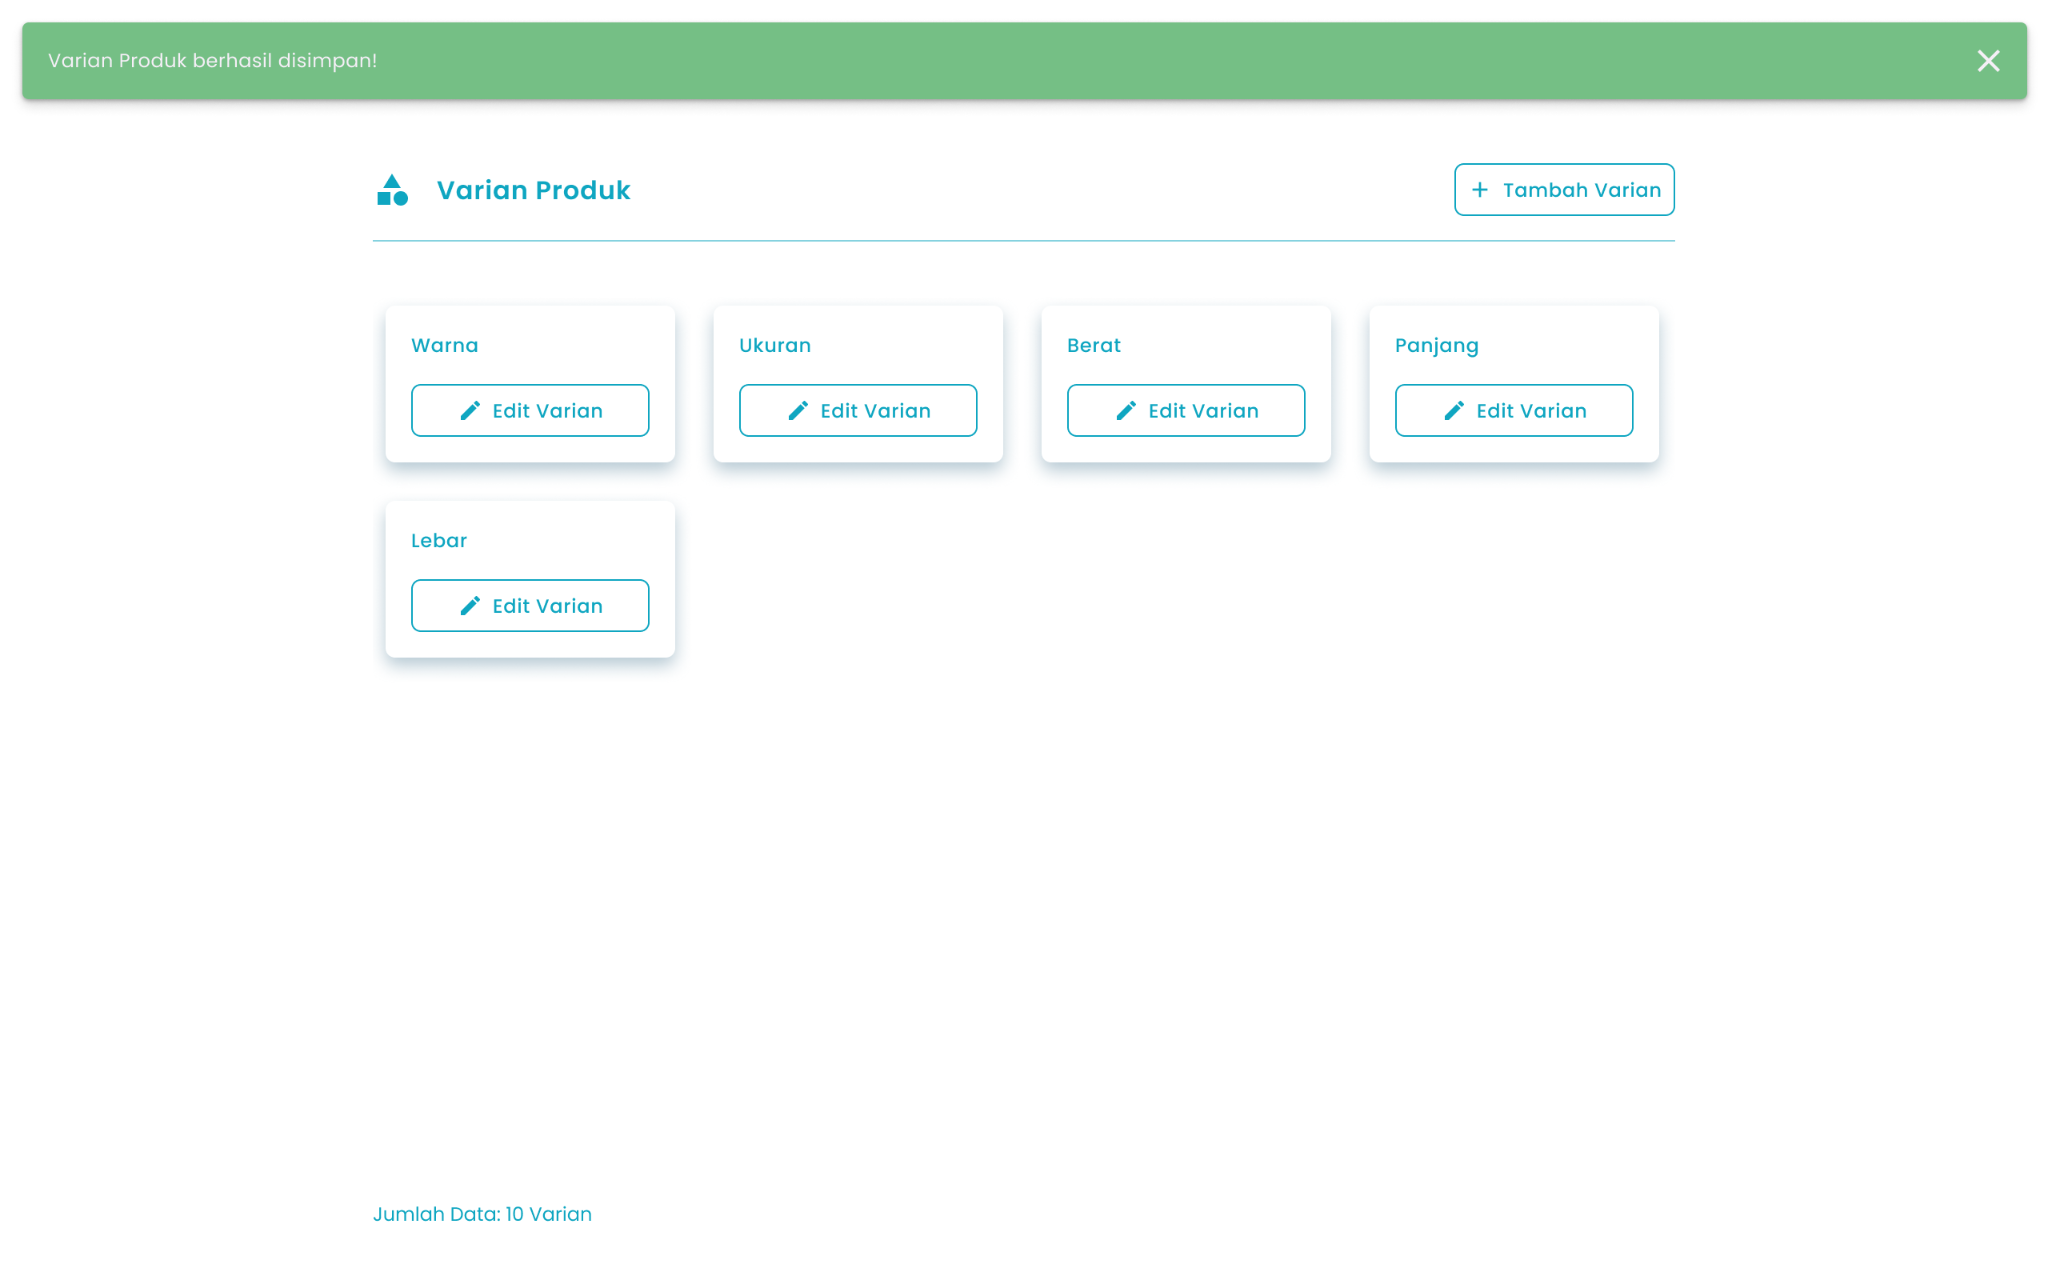 Varian Produk berhasil disimpan!
Varian Produk
Tambah Varian
Warna
Edit Varian
Ukuran
Edit Varian
Berat
Edit Varian
Panjang
Edit Varian
Lebar
Edit Varian
Jumlah Data: 10 Varian